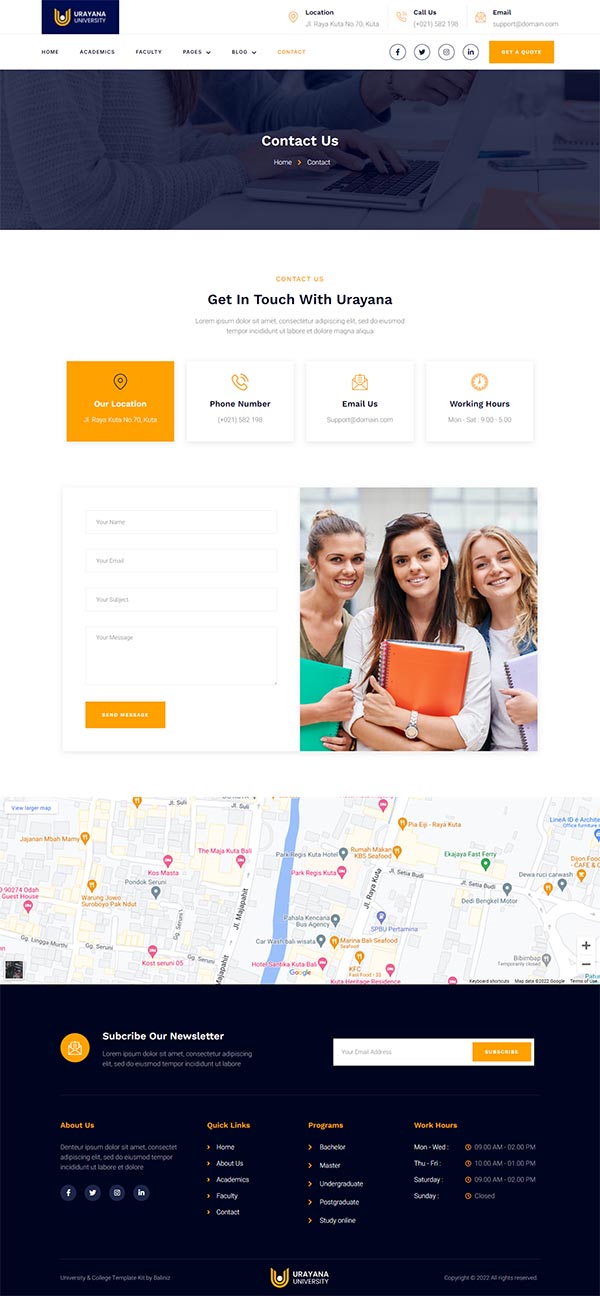 URAYANA
UNIVERSITY
Location
Jl. Raya Kuta No.70, Kuta
Call Us
(+021) 582 198
Email
support@domain.com
HOME
ACADEMICS
FACULTY
PAGES
BLOG
CONTACT
GET A QUOTE
Contact Us
Home
Contact
CONTACT US
Get In Touch With Urayana
Lorem ipsum dolor sit amet, consectetur adipiscing elit, sed do eiusmod
tempor incididunt ut labore et dolore magna aliqua
Our Location
Jl. Raya Kuta No.70, Kuta
Phone Number
(+021) 582 198
Email Us
Support@domain.com
Working Hours
Mon - Sat : 9.00 - 5.00
Your Name
Your Email
Your Subject
Your Message
SEND MESSAGE
View larger map
Jl. Suli
Jl. Suli
Jajanan Mbah Mamy
Kos Masta
Pondok Seruni
90274 Odah
Guest House
Warung Jowo
Suroboyo Pak Ndut
Gg. Lingge Murthi
Gg. Seruni
Gg. Seruni I
Kost seruni 05
The Maja Kuta Bali
Jl. Majapahit
Jl. Majapahit
Park Regis Kuta Hotel
Park Regis Kuta
Pahala Kencana
Bus Agency
Car Wash bali wisata
Hotel Santika Kuta Bali
Google
Pia Eiji - Raya Kuta
Rumah Makan
KBS Seafood
Jl. Raya Kuta
SPBU Pertamina
Marina Bali Seafood
KFC
Fast Food · $$
Kuta Heritage Residence
Ekajaya Fast Ferry
Jl. Setia Budi
Jl. Setia Budi
Dedi Bengkel Motor
Dewa ruci carwash
LineA ID
Office furniture
Dijon Food
CAFE &
Bibimbap
Temporarily closed
Keyboard shortcuts
Map data ©2022 Google
Terms of Use
Subcribe Our Newsletter
Lorem ipsum dolor sit amet, consectetur adipiscing
elit, sed do eiusmod tempor incididunt ut labore
Your Email Address
SUBSCRIBE
About Us
Denteur ipsum dolor sit amet, consectet
adipiscing elit, sed do eiusmod tempor
incididunt ut labore et dolore
Quick Links
Home
About Us
Academics
Faculty
Contact
Programs
Bachelor
Master
Undergraduate
Postgraduate
Study online
Work Hours
Mon - Wed :
09.00 AM - 02.00 PM
Thu - Fri :
10.00 AM - 01.00 PM
Saturday :
09.00 AM - 02.00 PM
Sunday :
Closed
University & College Template Kit by Baliniz
URAYANA
UNIVERSITY
Copyright © 2022 All rights reserved.